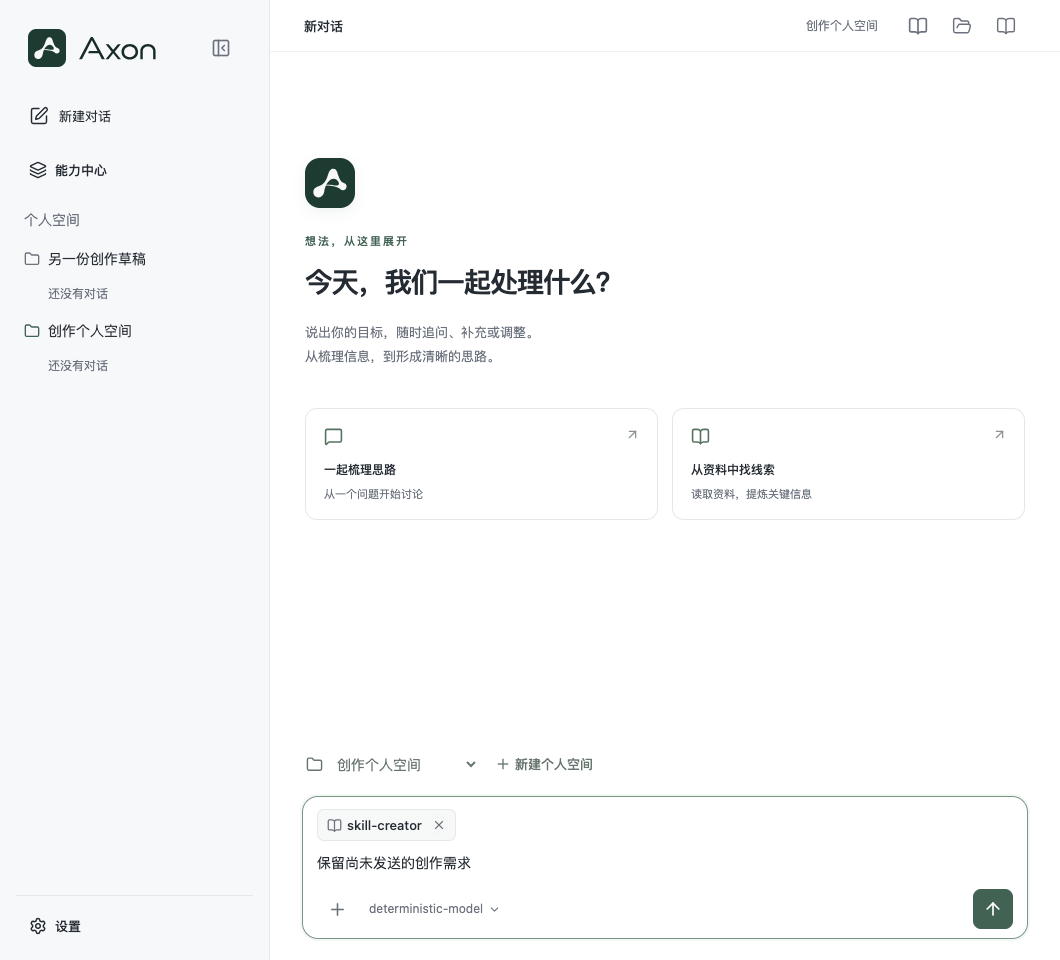 Axon
新建对话
能力中心
个人空间
另一份创作草稿
还没有对话
创作个人空间
还没有对话
设置
新对话
创作个人空间
想法，从这里展开
今天，我们一起处理什么？
说出你的目标，随时追问、补充或调整。
从梳理信息，到形成清晰的思路。
一起梳理思路
从一个问题开始讨论
从资料中找线索
读取资料，提炼关键信息
创作个人空间
新建个人空间
skill-creator
保留尚未发送的创作需求
deterministic-model